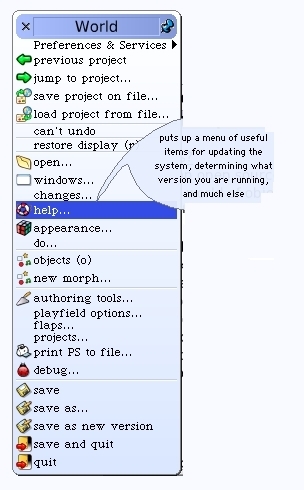 World
Preferences & Services
previous project
jump to project...
save project on file...
load project from file...
can't undo
restore display (r
open...
windows...
changes...
help...
appearance...
do...
objects (o)
new morph...
authoring tools...
playfield options...
flaps...
projects...
print PS to file...
debug...
save
save as...
save as new version
save and quit
quit
puts up a menu of useful
items for updating the
system, determining what
version you are running,
and much else